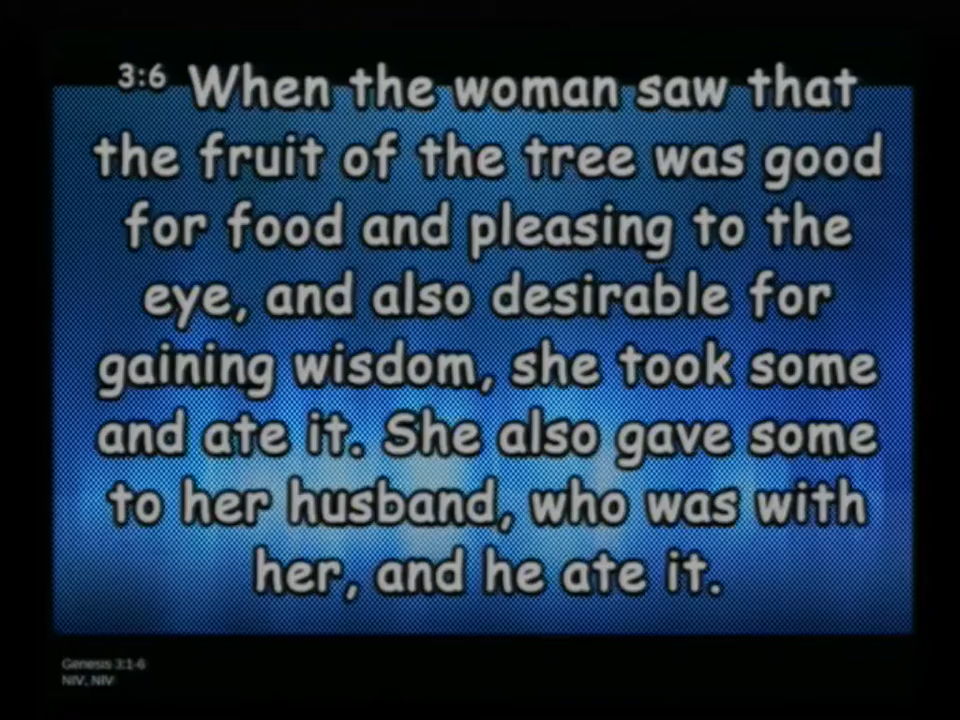 3:6 When the woman saw that
the fruit of the tree was good
for food and pleasing to the
eye, and also desirable for
gaining wisdom, she took some
and ate it. She also gave some
to her husband, who was with
her, and he ate it.
Genesis 3:1-6
NIV, NIV